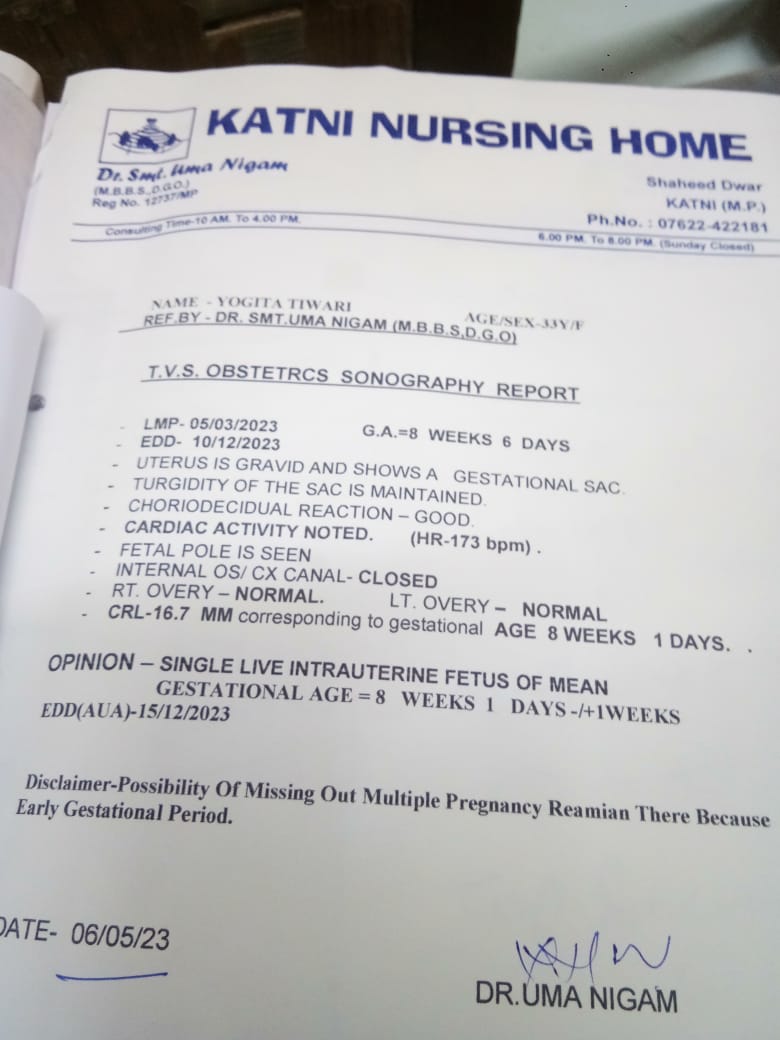 KATNI NURSING HOME
Dr. Smt. Uma Nigam
(M.B.B.S.,D.G.O.)
Reg No. 12737/MP
Shaheed Dwar
KATNI (M.P.)
Ph.No. : 07622-422181
Consulting Time-10 AM. To 4.00 PM.
6.00 PM. To 8.00 PM. (Sunday Closed)
NAME - YOGITA TIWARI AGE/SEX-33Y/F
REF.BY - DR. SMT.UMA NIGAM (M.B.B.S,D.G.O)
T.V.S. OBSTETRCS SONOGRAPHY REPORT
- LMP- 05/03/2023 G.A.=8 WEEKS 6 DAYS
- EDD- 10/12/2023
- UTERUS IS GRAVID AND SHOWS A GESTATIONAL SAC.
- TURGIDITY OF THE SAC IS MAINTAINED.
- CHORIODECIDUAL REACTION – GOOD.
- CARDIAC ACTIVITY NOTED. (HR-173 bpm) .
- FETAL POLE IS SEEN
- INTERNAL OS/ CX CANAL- CLOSED
- RT. OVERY – NORMAL. LT. OVERY – NORMAL
- CRL-16.7 MM corresponding to gestational AGE 8 WEEKS 1 DAYS. .
OPINION – SINGLE LIVE INTRAUTERINE FETUS OF MEAN
GESTATIONAL AGE = 8 WEEKS 1 DAYS -/+1WEEKS
EDD(AUA)-15/12/2023
Disclaimer-Possibility Of Missing Out Multiple Pregnancy Reamian There Because
Early Gestational Period.
DATE- 06/05/23
DR.UMA NIGAM